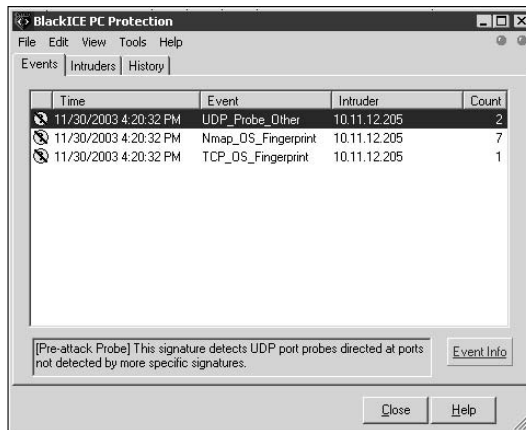 BlackICE PC Protection
File Edit View Tools Help
Events Intruders History
Time Event Intruder Count
11/30/2003 4:20:32 PM UDP_Probe_Other 10.11.12.205 2
11/30/2003 4:20:32 PM Nmap_OS_Fingerprint 10.11.12.205 7
11/30/2003 4:20:32 PM TCP_OS_Fingerprint 10.11.12.205 1
[Pre-attack Probe] This signature detects UDP port probes directed at ports
not detected by more specific signatures.
Event Info
Close Help